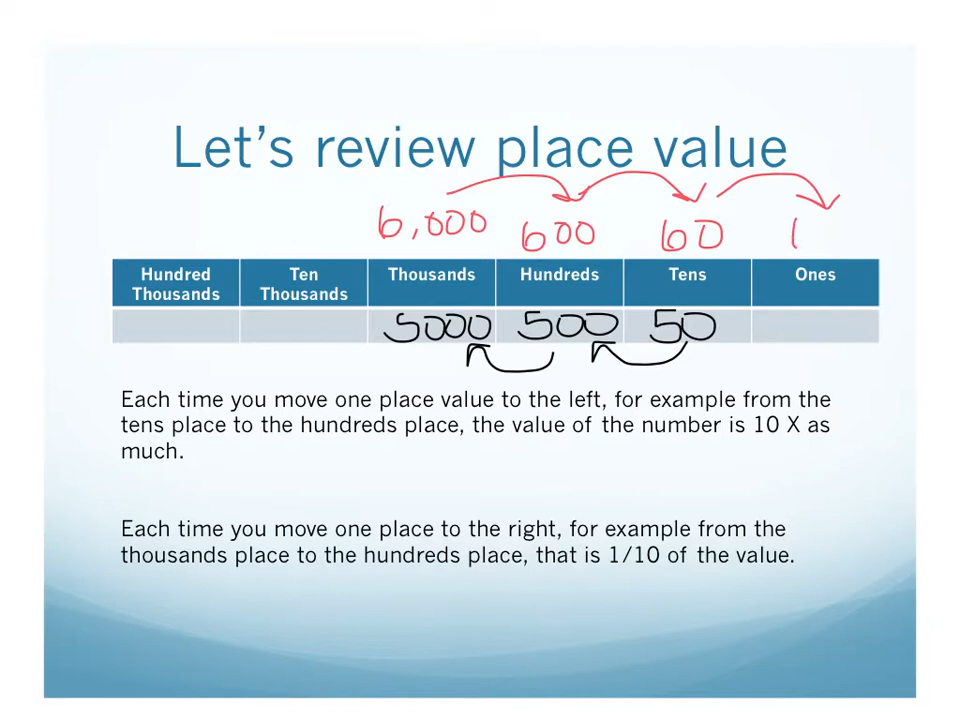 Let's review place value
6,000 600 60 1
Hundred Thousands Ten Thousands Thousands Hundreds Tens Ones
5000 500 50
Each time you move one place value to the left, for example from the
tens place to the hundreds place, the value of the number is 10 X as
much.
Each time you move one place to the right, for example from the
thousands place to the hundreds place, that is 1/10 of the value.